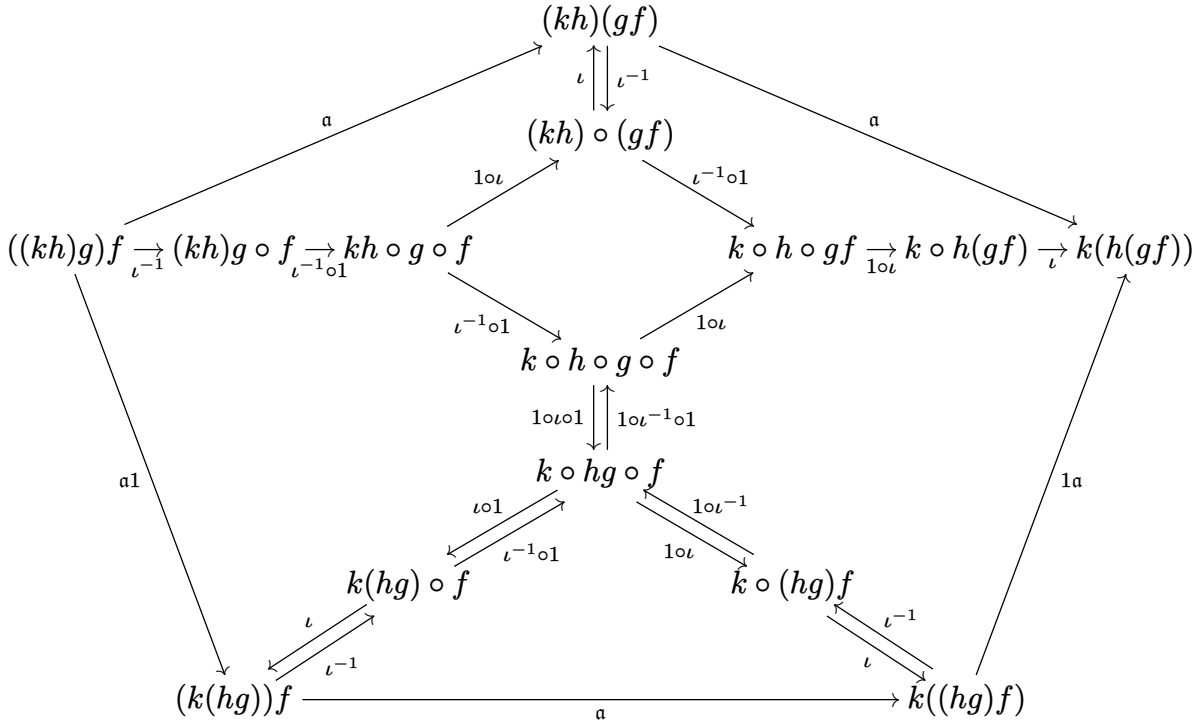 (kh)(gf)
ι ι⁻¹
𝔞 𝔞
(kh) ∘ (gf)
1∘ι ι⁻¹∘1
((kh)g)f → (kh)g ∘ f → kh ∘ g ∘ f k ∘ h ∘ gf → k ∘ h(gf) → k(h(gf))
ι⁻¹ ι⁻¹∘1 1∘ι ι
ι⁻¹∘1 1∘ι
k ∘ h ∘ g ∘ f
1∘ι∘1 1∘ι⁻¹∘1
k ∘ hg ∘ f
𝔞1 1𝔞
ι∘1 1∘ι⁻¹
ι⁻¹∘1 1∘ι
k(hg) ∘ f k ∘ (hg)f
ι ι⁻¹
ι⁻¹ ι
(k(hg))f k((hg)f)
𝔞